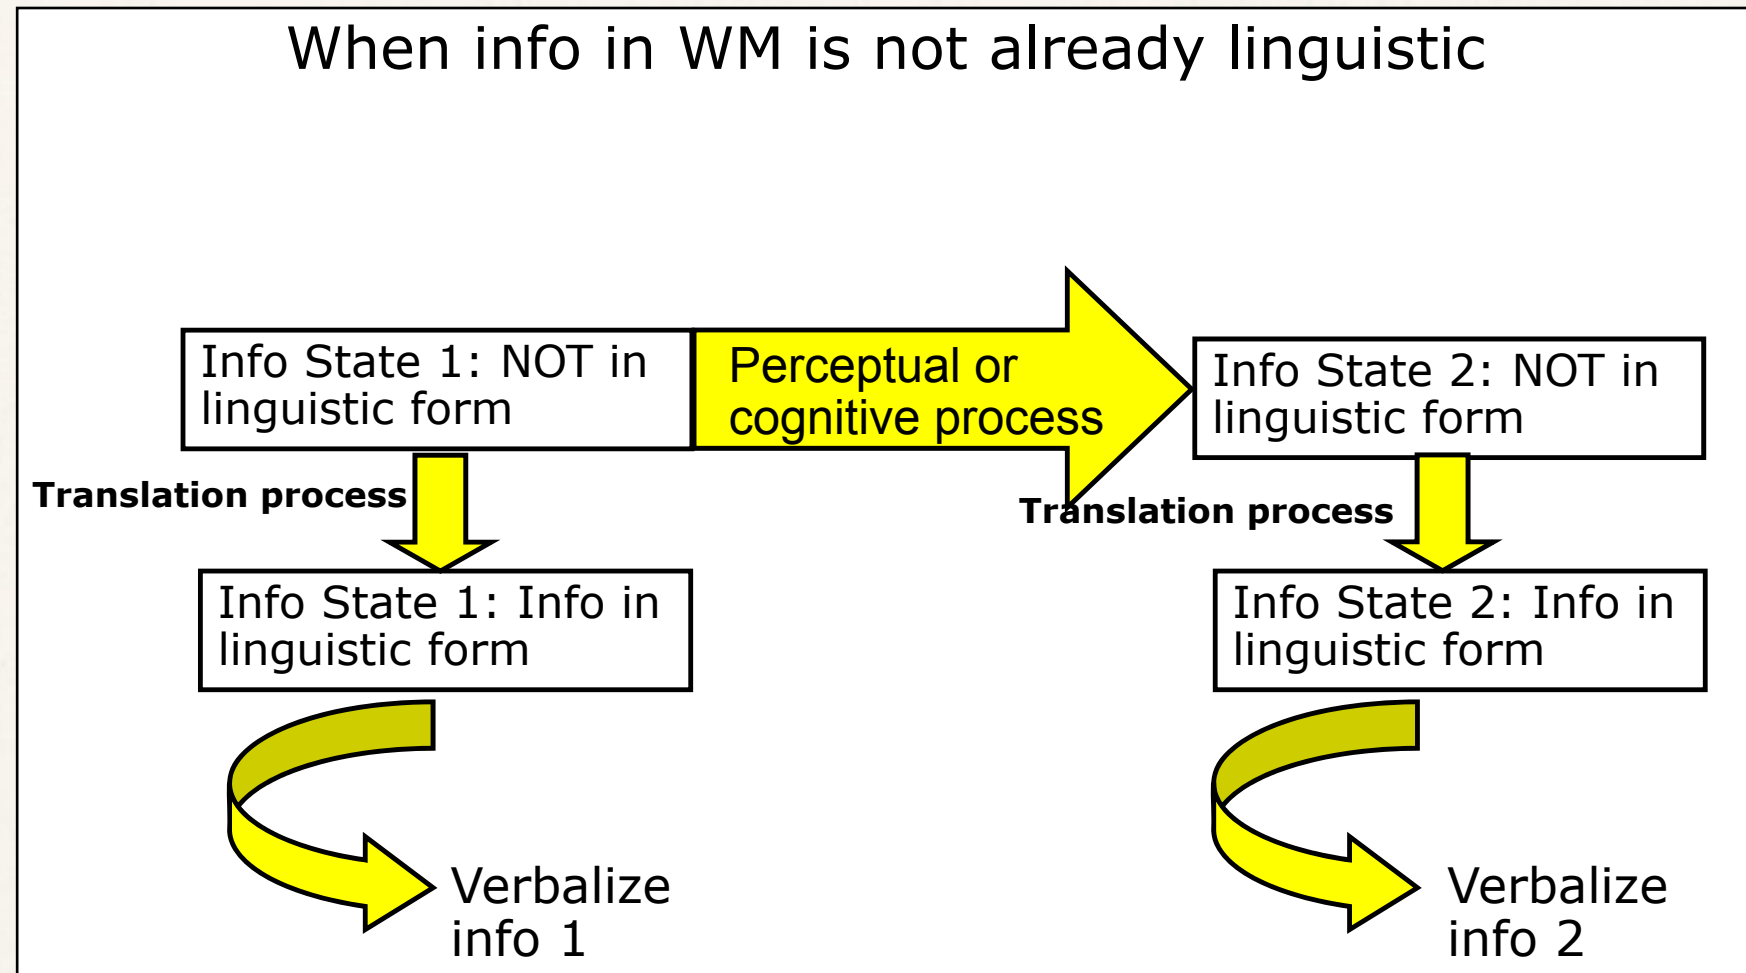 When info in WM is not already linguistic
Info State 1: NOT in
linguistic form
Perceptual or
cognitive process
Info State 2: NOT in
linguistic form
Translation process
Translation process
Info State 1: Info in
linguistic form
Info State 2: Info in
linguistic form
Verbalize
info 1
Verbalize
info 2